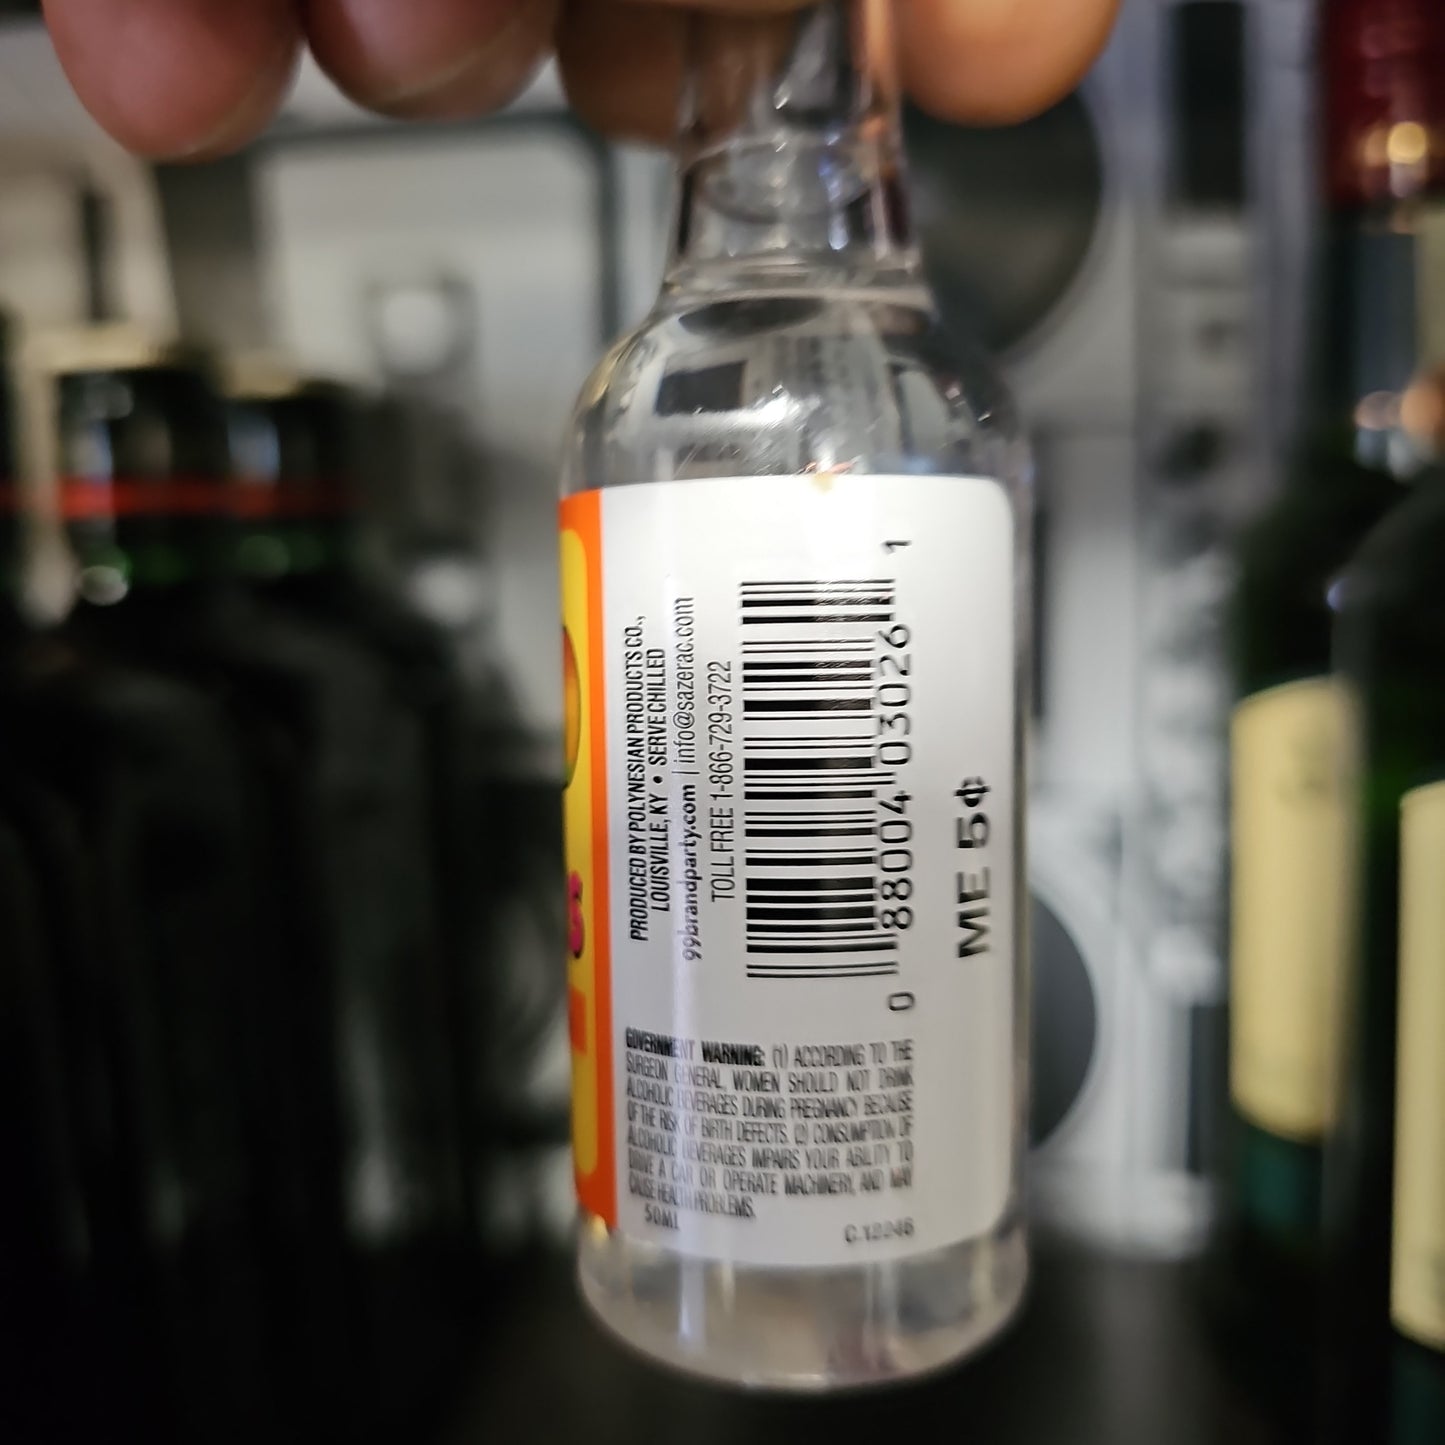 PRODUCED BY POLYNESIAN PRODUCTS CO.,
LOUISVILLE, KY • SERVE CHILLED
99brandparty.com | info@sazerac.com
TOLL FREE 1-866-729-3722
0 88004 03026 1
ME 5¢
GOVERNMENT WARNING: (1) ACCORDING TO THE
SURGEON GENERAL, WOMEN SHOULD NOT DRINK
ALCOHOLIC BEVERAGES DURING PREGNANCY BECAUSE
OF THE RISK OF BIRTH DEFECTS. (2) CONSUMPTION OF
ALCOHOLIC BEVERAGES IMPAIRS YOUR ABILITY TO
DRIVE A CAR OR OPERATE MACHINERY, AND MAY
CAUSE HEALTH PROBLEMS.
50ML